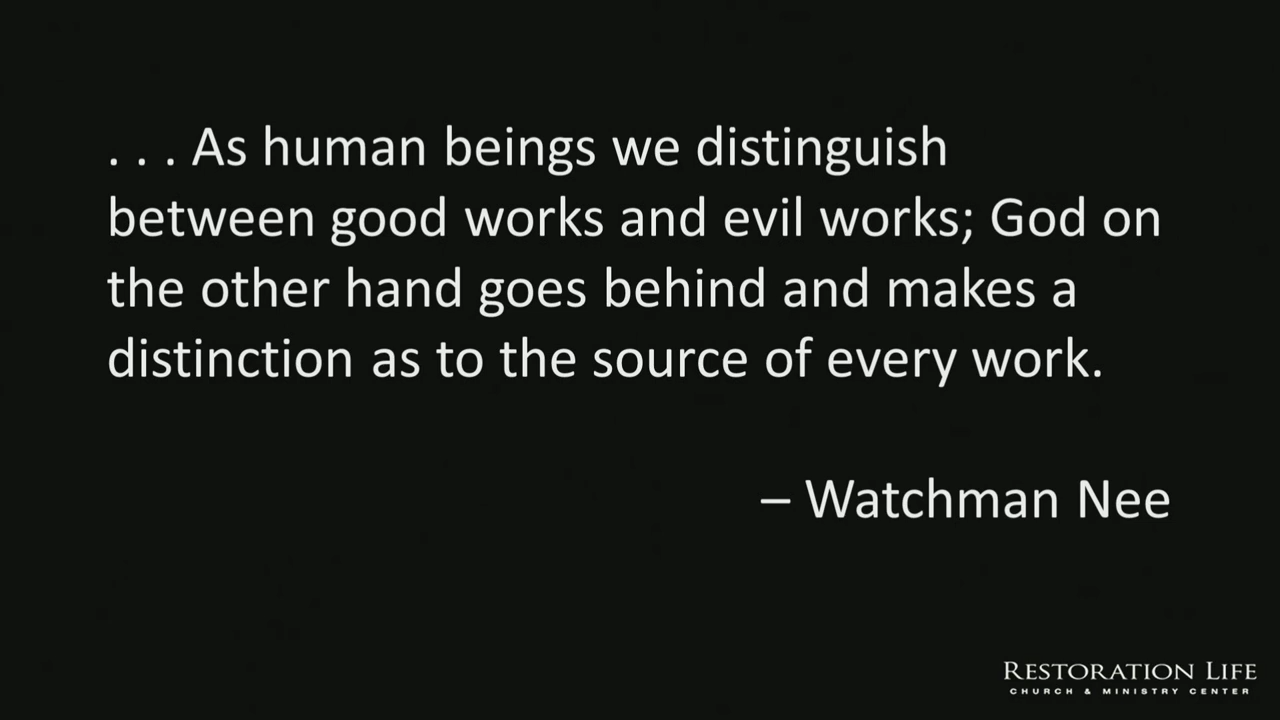 . . . As human beings we distinguish
between good works and evil works; God on
the other hand goes behind and makes a
distinction as to the source of every work.
– Watchman Nee
RESTORATION LIFE
CHURCH & MINISTRY CENTER